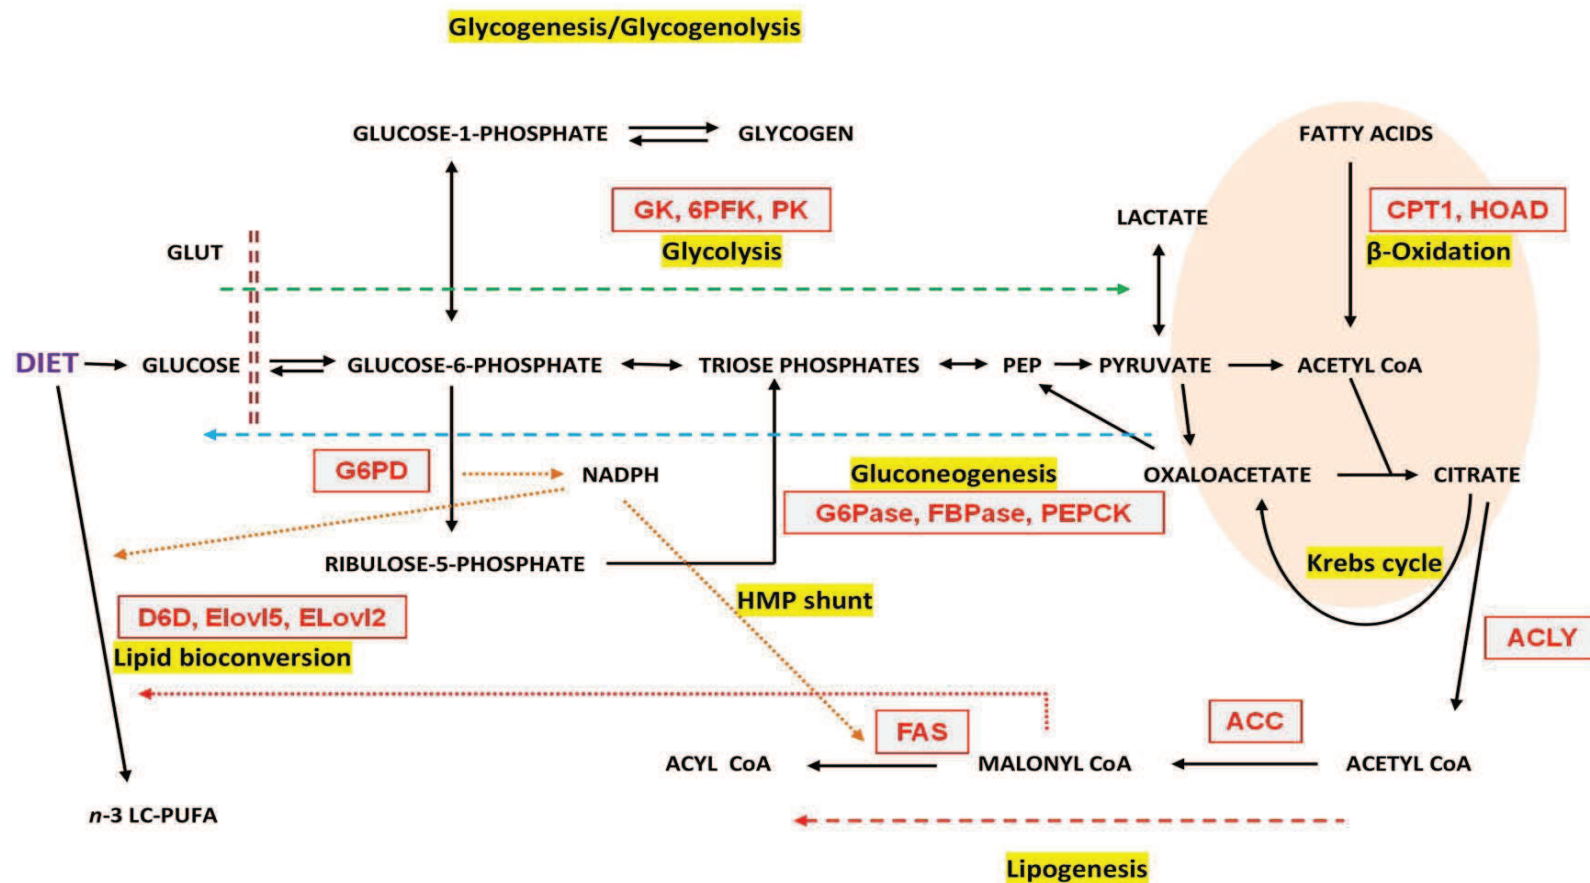 Glycogenesis/Glycogenolysis
GLUCOSE-1-PHOSPHATE
GLYCOGEN
FATTY ACIDS
GK, 6PFK, PK
LACTATE
CPT1, HOAD
GLUT
Glycolysis
β-Oxidation
DIET
GLUCOSE
GLUCOSE-6-PHOSPHATE
TRIOSE PHOSPHATES
PEP
PYRUVATE
ACETYL CoA
G6PD
NADPH
Gluconeogenesis
OXALOACETATE
CITRATE
G6Pase, FBPase, PEPCK
RIBULOSE-5-PHOSPHATE
Krebs cycle
HMP shunt
D6D, Elovl5, ELovl2
ACLY
Lipid bioconversion
FAS
ACC
ACYL CoA
MALONYL CoA
ACETYL CoA
n-3 LC-PUFA
Lipogenesis